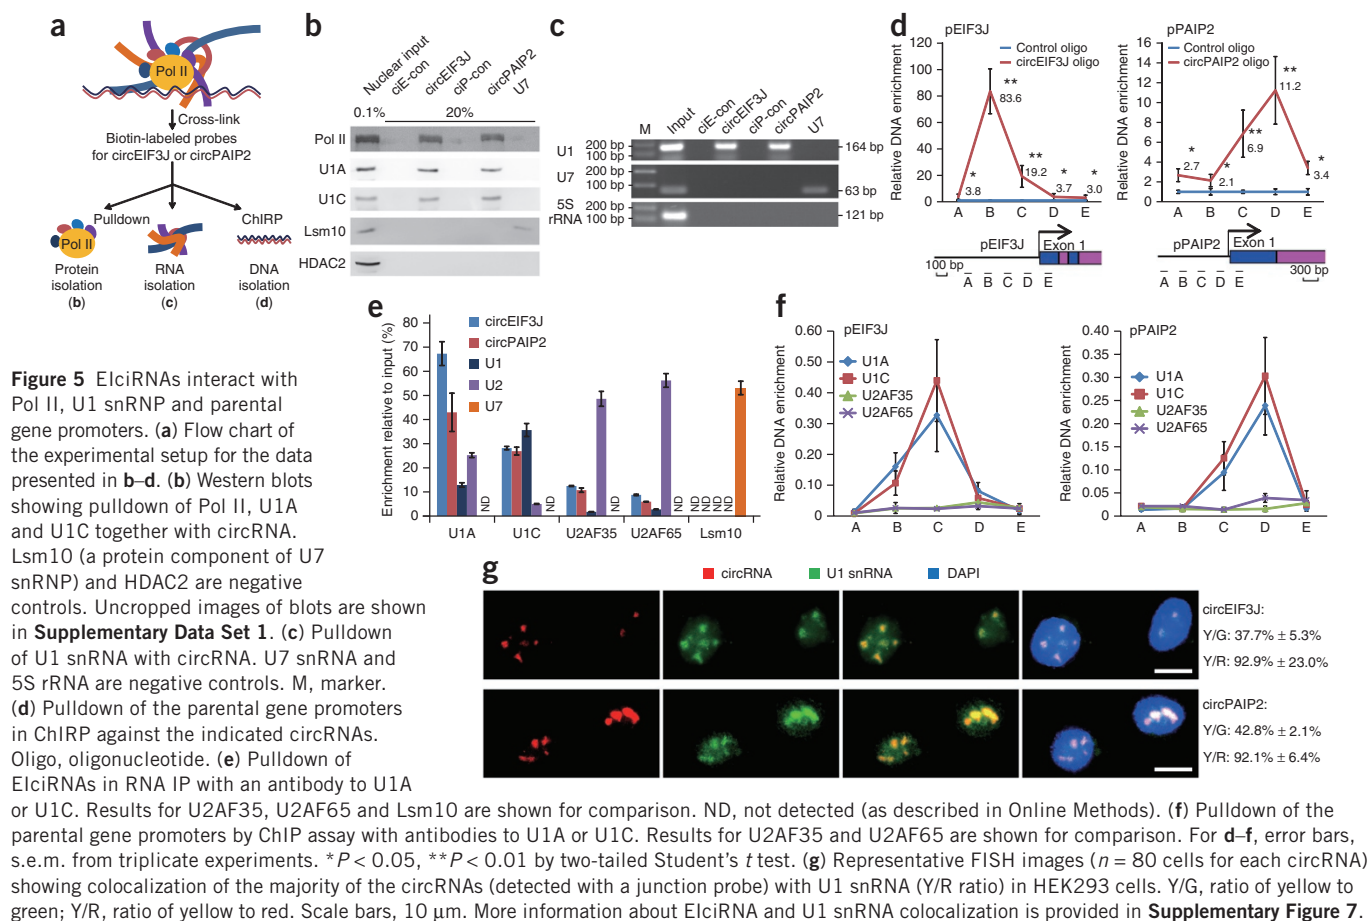 a
Pol II
Cross-link
Biotin-labeled probes
for circEIF3J or circPAIP2
Pulldown
ChIRP
Pol II
Protein
isolation
(b)
RNA
isolation
(c)
DNA
isolation
(d)
b
Nuclear input
ciE-con
circEIF3J
ciP-con
circPAIP2
U7
0.1%
20%
Pol II
U1A
U1C
Lsm10
HDAC2
c
M
Input
ciE-con
circEIF3J
ciP-con
circPAIP2
U7
U1
200 bp
100 bp
164 bp
U7
200 bp
100 bp
63 bp
5S
rRNA
200 bp
100 bp
121 bp
d
pEIF3J
Control oligo
circEIF3J oligo
Relative DNA enrichment
120
100
80
60
40
20
0
*
3.8
**
83.6
**
19.2
*
3.7
*
3.0
A B C D E
pEIF3J
Exon 1
100 bp
A B C D E
pPAIP2
Control oligo
circPAIP2 oligo
Relative DNA enrichment
16
14
12
10
8
6
4
2
0
*
2.7
*
2.1
**
6.9
**
11.2
*
3.4
A B C D E
pPAIP2
Exon 1
300 bp
A B C D E
e
Enrichment relative to input (%)
80
70
60
50
40
30
20
10
0
circEIF3J
circPAIP2
U1
U2
U7
ND
ND
ND
ND
ND
ND
ND
ND
U1A U1C U2AF35 U2AF65 Lsm10
f
pEIF3J
Relative DNA enrichment
0.60
0.50
0.40
0.30
0.20
0.10
0
U1A
U1C
U2AF35
U2AF65
A B C D E
pPAIP2
Relative DNA enrichment
0.40
0.35
0.30
0.25
0.20
0.15
0.10
0.05
0
U1A
U1C
U2AF35
U2AF65
A B C D E
g
circRNA
U1 snRNA
DAPI
circEIF3J:
Y/G: 37.7% ± 5.3%
Y/R: 92.9% ± 23.0%
circPAIP2:
Y/G: 42.8% ± 2.1%
Y/R: 92.1% ± 6.4%
Figure 5 EIciRNAs interact with
Pol II, U1 snRNP and parental
gene promoters. (a) Flow chart of
the experimental setup for the data
presented in b–d. (b) Western blots
showing pulldown of Pol II, U1A
and U1C together with circRNA.
Lsm10 (a protein component of U7
snRNP) and HDAC2 are negative
controls. Uncropped images of blots are shown
in Supplementary Data Set 1. (c) Pulldown
of U1 snRNA with circRNA. U7 snRNA and
5S rRNA are negative controls. M, marker.
(d) Pulldown of the parental gene promoters
in ChIRP against the indicated circRNAs.
Oligo, oligonucleotide. (e) Pulldown of
EIciRNAs in RNA IP with an antibody to U1A
or U1C. Results for U2AF35, U2AF65 and Lsm10 are shown for comparison. ND, not detected (as described in Online Methods). (f) Pulldown of the
parental gene promoters by ChIP assay with antibodies to U1A or U1C. Results for U2AF35 and U2AF65 are shown for comparison. For d–f, error bars,
s.e.m. from triplicate experiments. *P < 0.05, **P < 0.01 by two-tailed Student's t test. (g) Representative FISH images (n = 80 cells for each circRNA)
showing colocalization of the majority of the circRNAs (detected with a junction probe) with U1 snRNA (Y/R ratio) in HEK293 cells. Y/G, ratio of yellow to
green; Y/R, ratio of yellow to red. Scale bars, 10 μm. More information about EIciRNA and U1 snRNA colocalization is provided in Supplementary Figure 7.